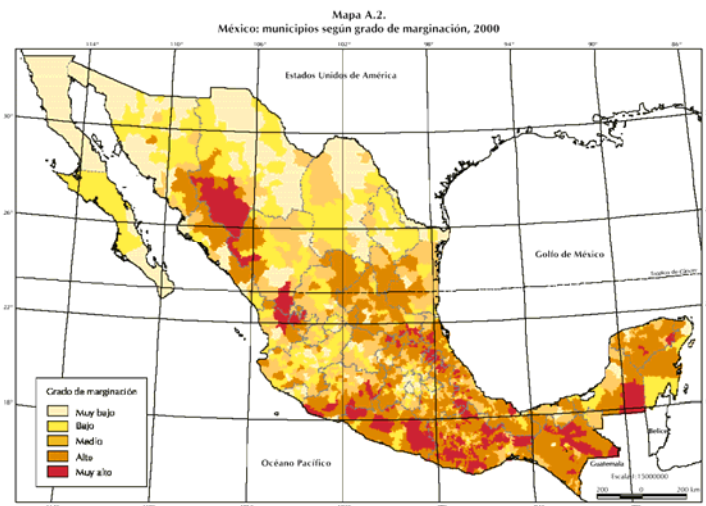 Mapa A.2.
México: municipios según grado de marginación, 2000
114° 110° 106° 102° 98° 94° 90° 86°
Estados Unidos de América
30°
26°
Golfo de México
Trópico de Cáncer
22°
Grado de marginación
Muy bajo
Bajo
Medio
Alto
Muy alto
18°
Belice
Océano Pacífico
Guatemala
Escala 1:15000000
200 0 200 km